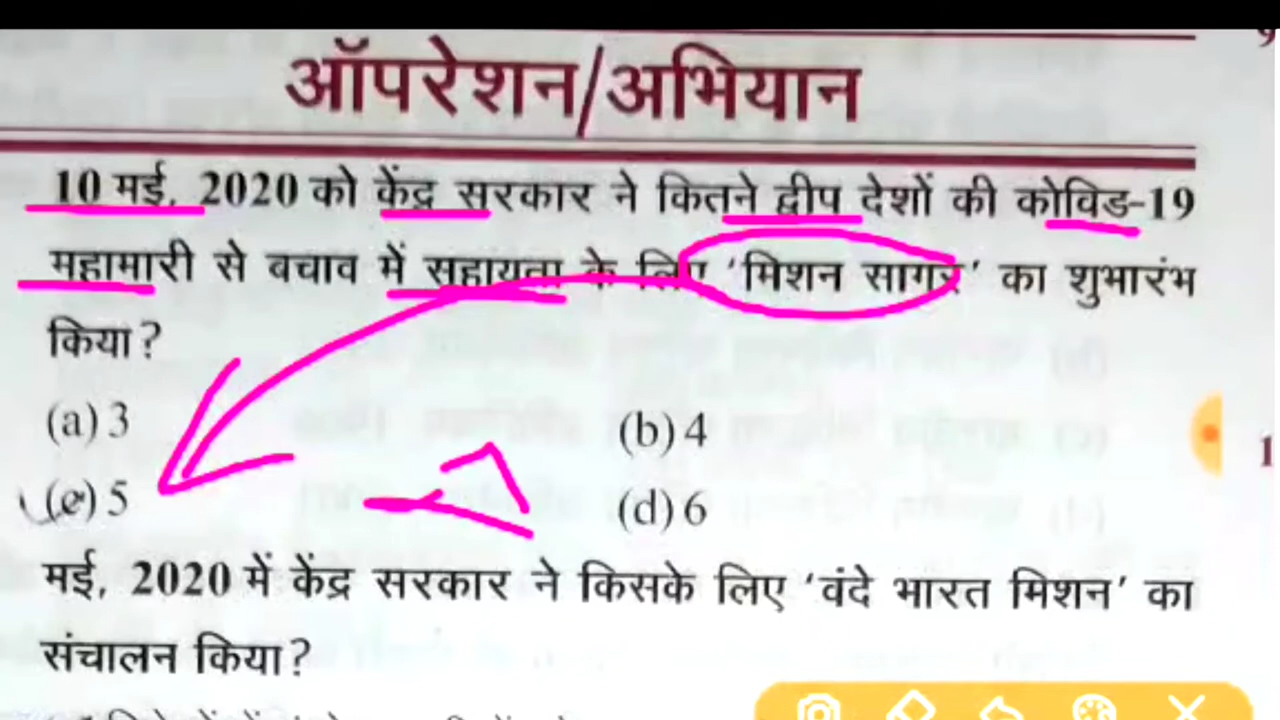 ऑपरेशन/अभियान
10 मई, 2020 को केंद्र सरकार ने कितने द्वीप देशों की कोविड-19
महामारी से बचाव में सहायता के लिए ‘मिशन सागर’ का शुभारंभ
किया?
(a) 3 (b) 4
(c) 5 (d) 6
मई, 2020 में केंद्र सरकार ने किसके लिए ‘वंदे भारत मिशन’ का
संचालन किया?